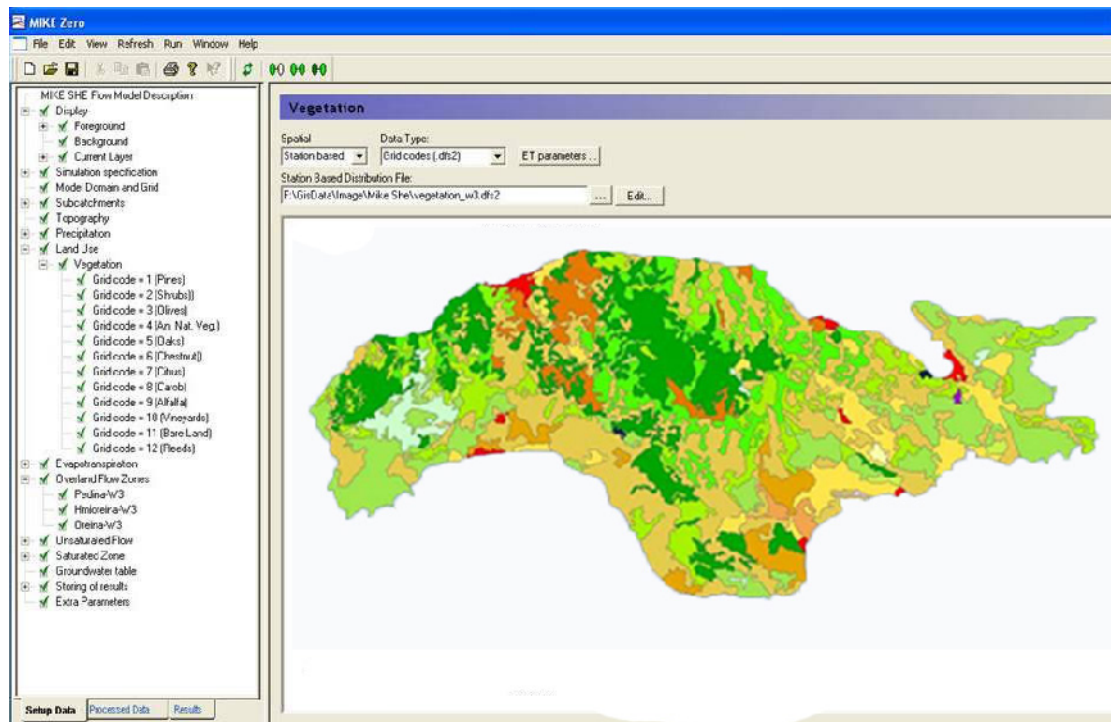 MIKE Zero
File Edit View Refresh Run Window Help
MIKE SHE Flow Model Description
Display
Foreground
Background
Current Layer
Simulation specification
Model Domain and Grid
Subcatchments
Topography
Precipitation
Land Use
Vegetation
Grid code = 1 (Pines)
Grid code = 2 (Shrubs))
Grid code = 3 (Olives)
Grid code = 4 (An. Nat. Veg.)
Grid code = 5 (Oaks)
Grid code = 6 (Chestnut))
Grid code = 7 (Citrus)
Grid code = 8 (Carob)
Grid code = 9 (Alfalfa)
Grid code = 10 (Vineyards)
Grid code = 11 (Bare Land)
Grid code = 12 (Reeds)
Evapotranspiration
Overland Flow Zones
Pedina-W3
Hmioreina-W3
Oreina-W3
Unsaturated Flow
Saturated Zone
Groundwater table
Storing of results
Extra Parameters
Setup Data Processed Data Results
Vegetation
Spatial Data Type:
Station based Grid codes (.dfs2) ET parameters ...
Station Based Distribution File:
F:\GisData\Image\Mike She\vegetation_w3.dfs2 ... Edit...